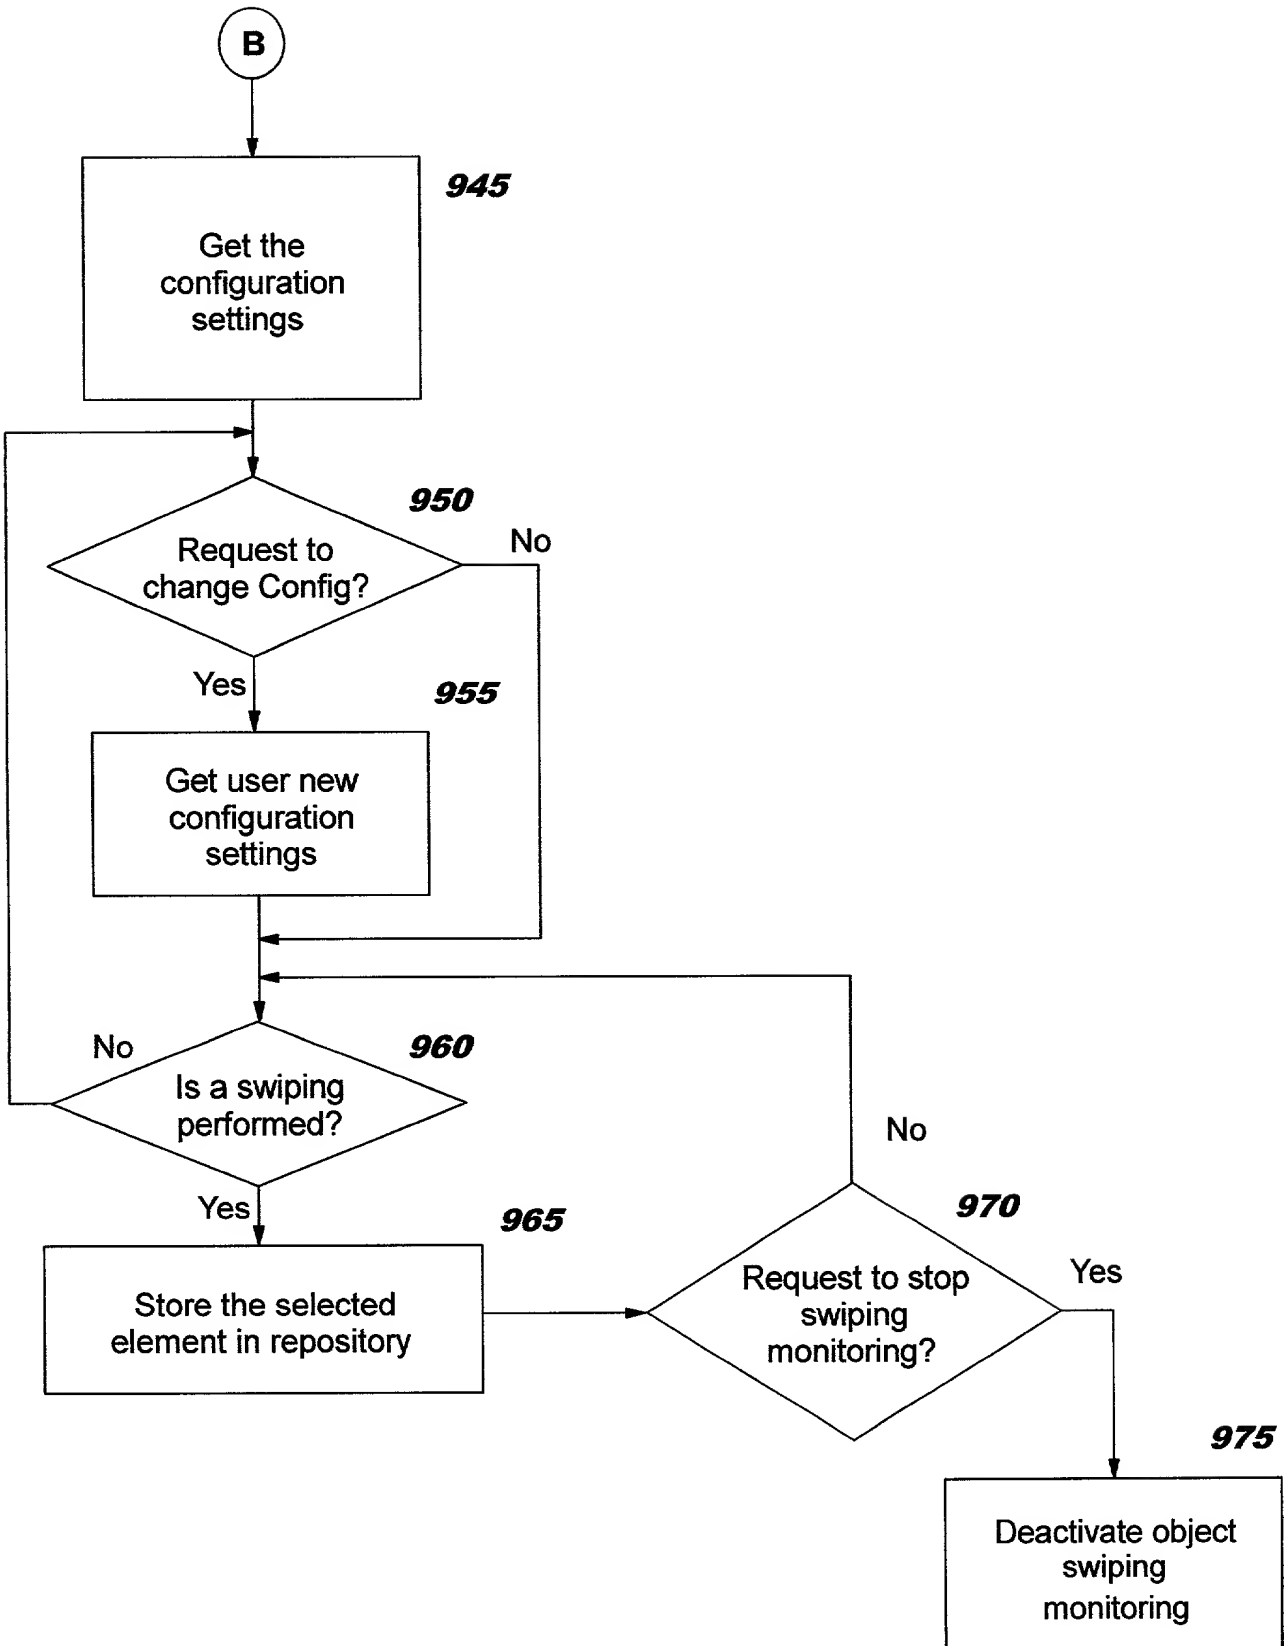 B
945
Get the
configuration
settings
950
Request to
change Config?
No
Yes
955
Get user new
configuration
settings
No
960
Is a swiping
performed?
Yes
965
Store the selected
element in repository
No
970
Request to stop
swiping
monitoring?
Yes
975
Deactivate object
swiping
monitoring